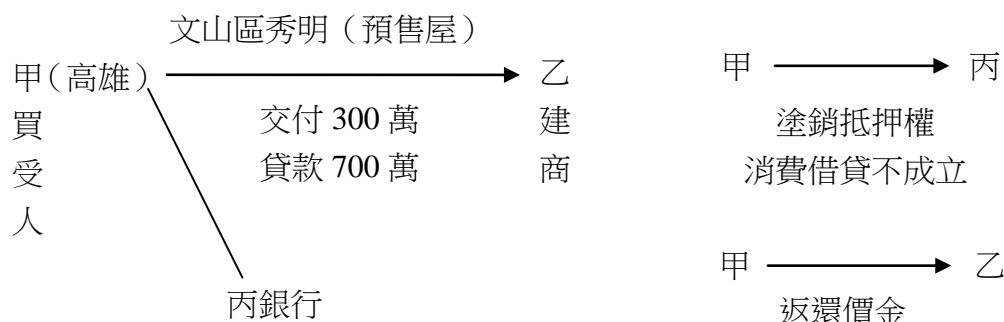 文山區秀明（預售屋）
甲（高雄） 乙
買受人
交付 300 萬
貸款 700 萬
建商
丙銀行
甲 丙
塗銷抵押權
消費借貸不成立
甲 乙
返還價金